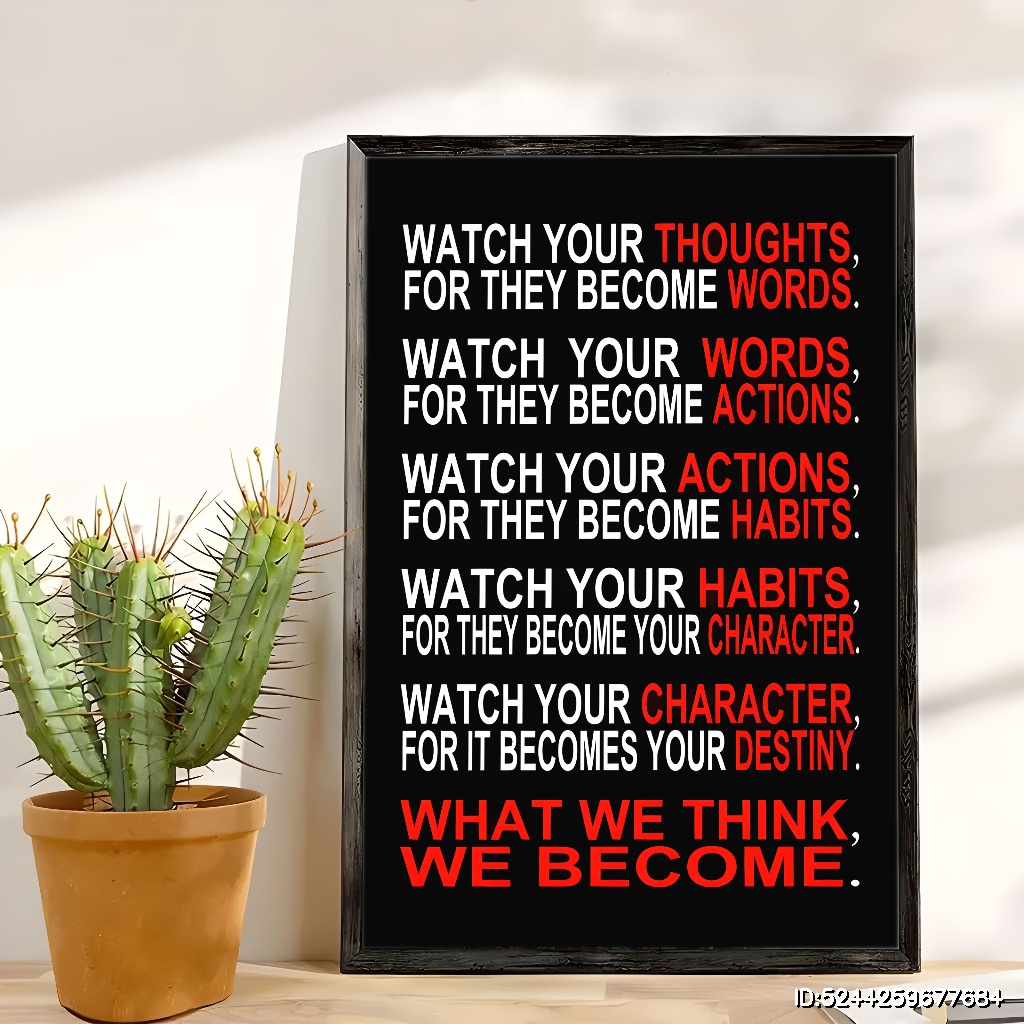 WATCH YOUR THOUGHTS,
FOR THEY BECOME WORDS.
WATCH YOUR WORDS,
FOR THEY BECOME ACTIONS.
WATCH YOUR ACTIONS,
FOR THEY BECOME HABITS.
WATCH YOUR HABITS,
FOR THEY BECOME YOUR CHARACTER.
WATCH YOUR CHARACTER,
FOR IT BECOMES YOUR DESTINY.
WHAT WE THINK,
WE BECOME.
ID:5244259677684